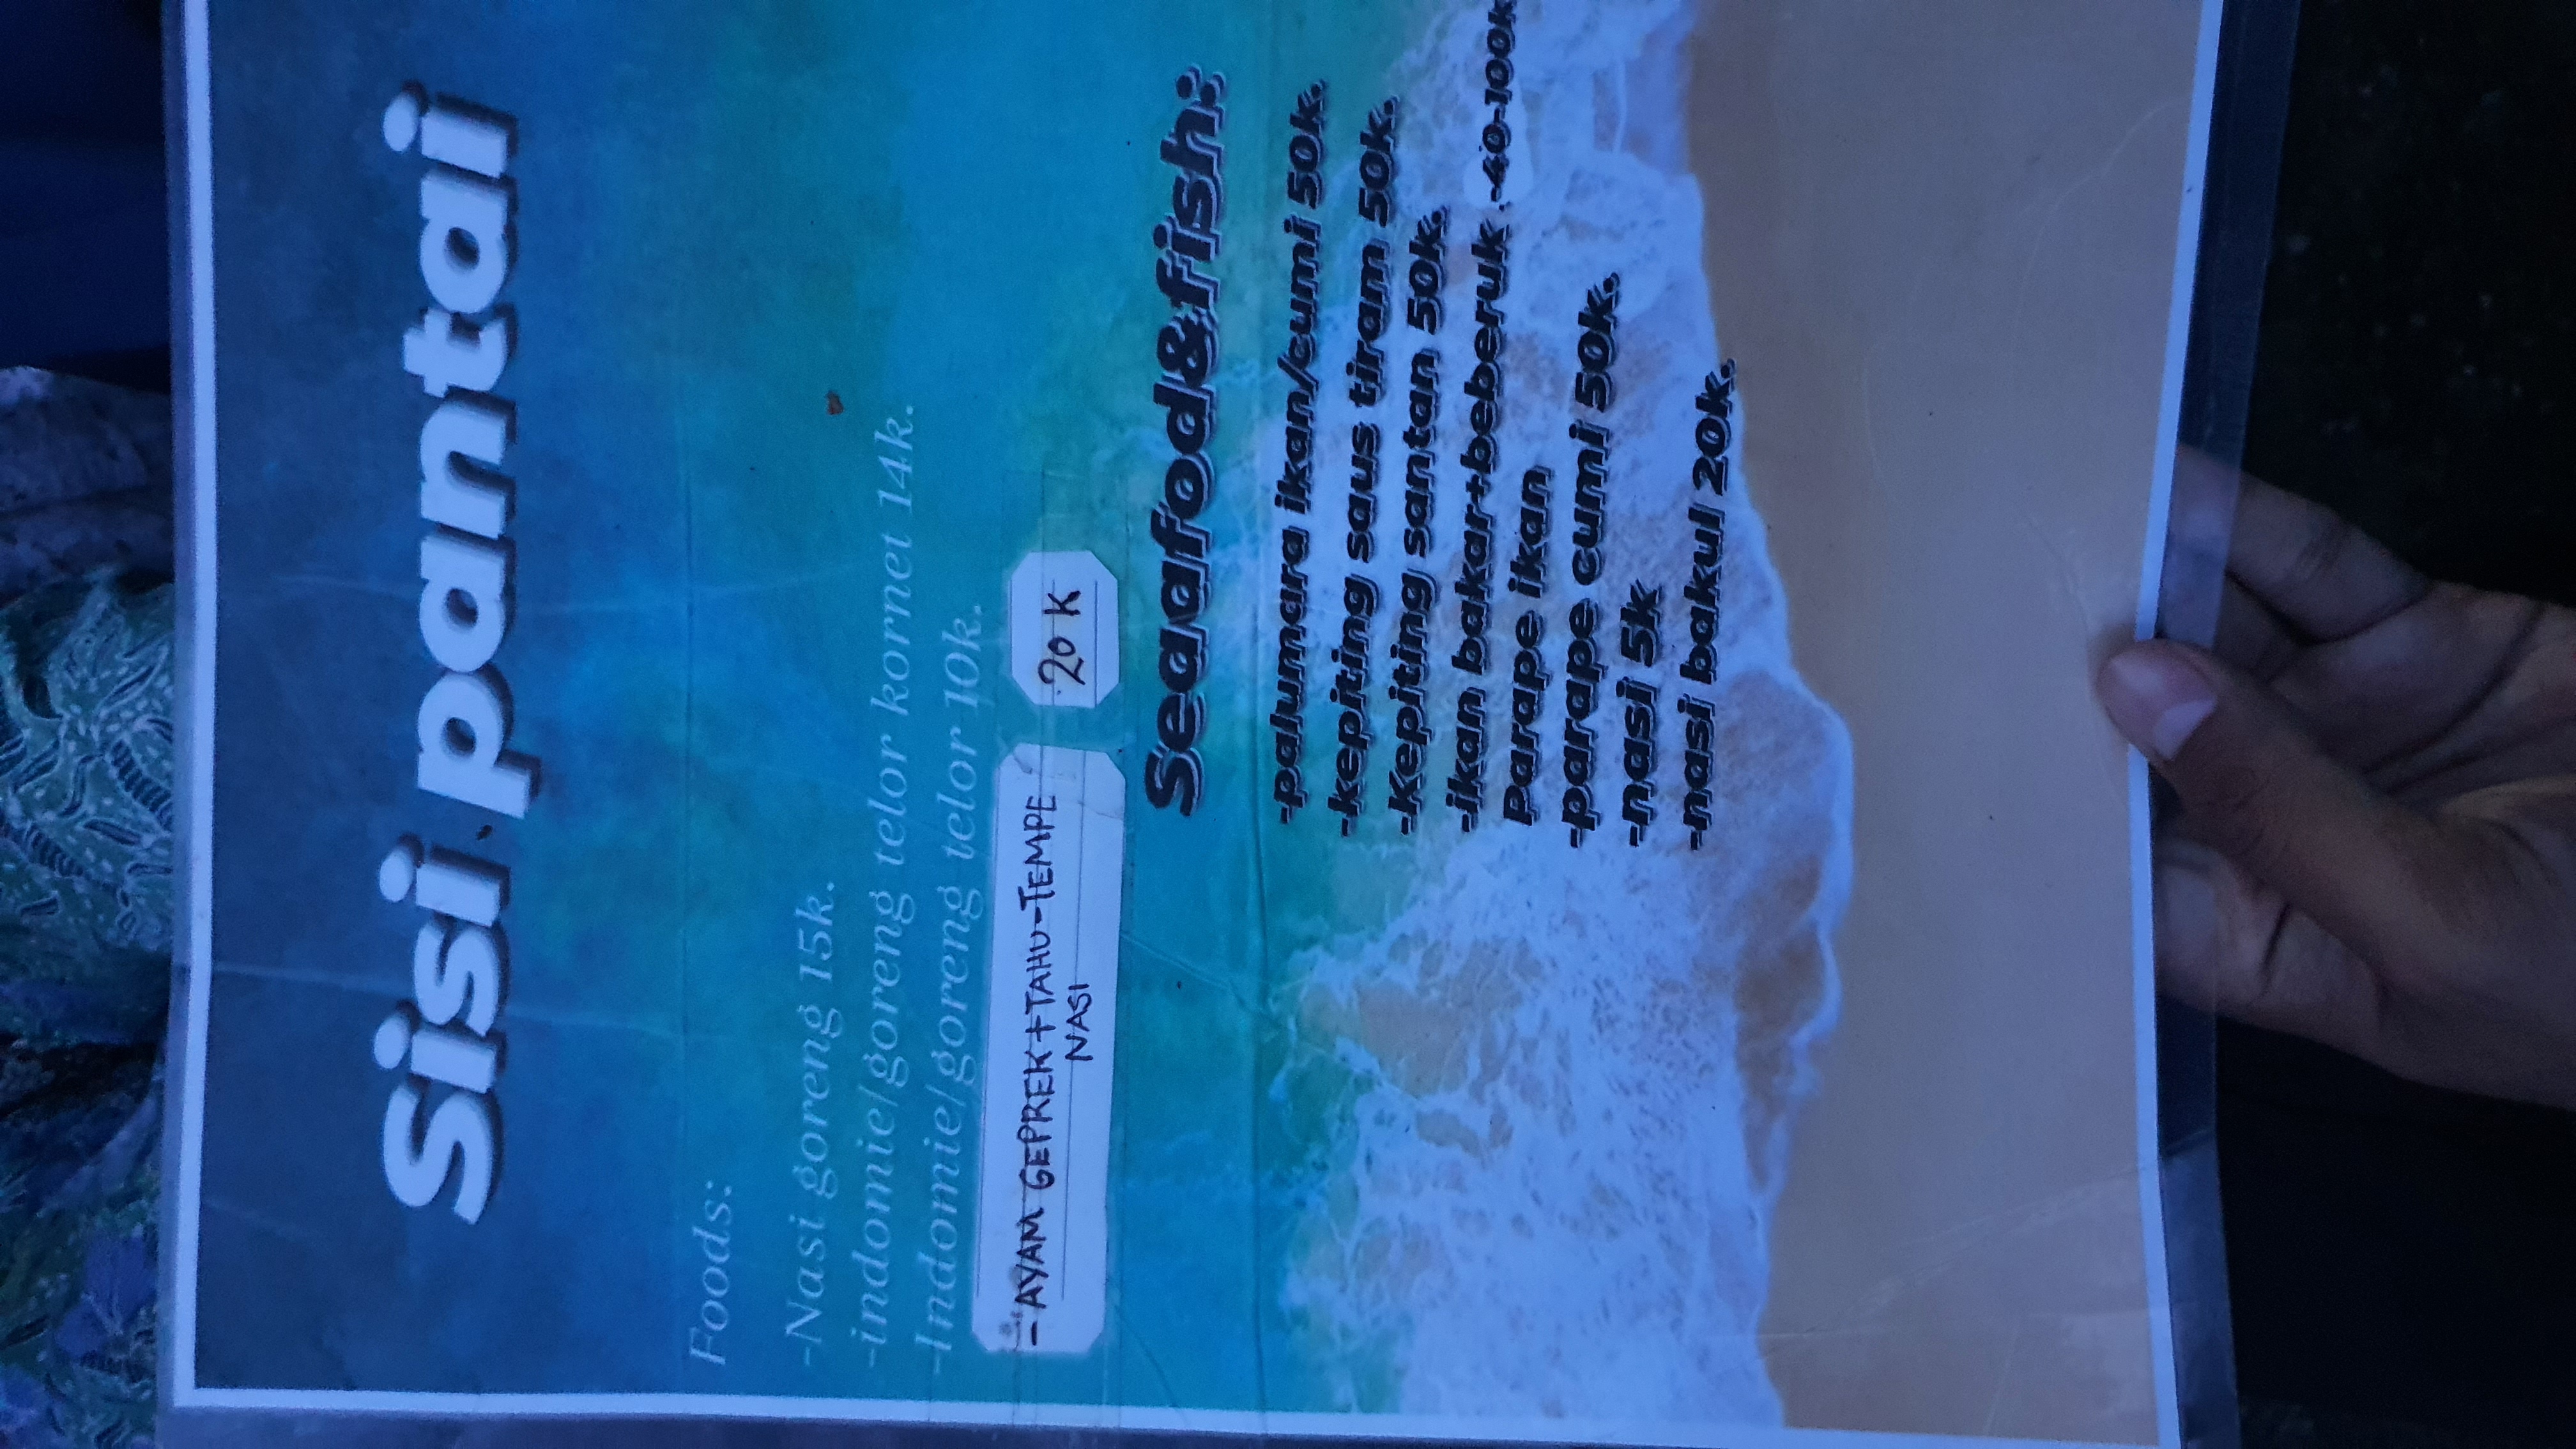 Sisi pantai
Foods:
-Nasi goreng 15k.
-indomie/goreng telor kornet 14k.
-Indomie/goreng telor 10k.
- AYAM GEPREK+TAHU-TEMPE
NASI
20 K
Seaafod&fish:
-palumara ikan/cumi 50k.
-kepiting saus tiram 50k.
-Kepiting santan 50k.
-ikan bakar+beberuk .-40-100k
Parape ikan
-parape cumi 50k.
-nasi 5k
-nasi bakul 20k.